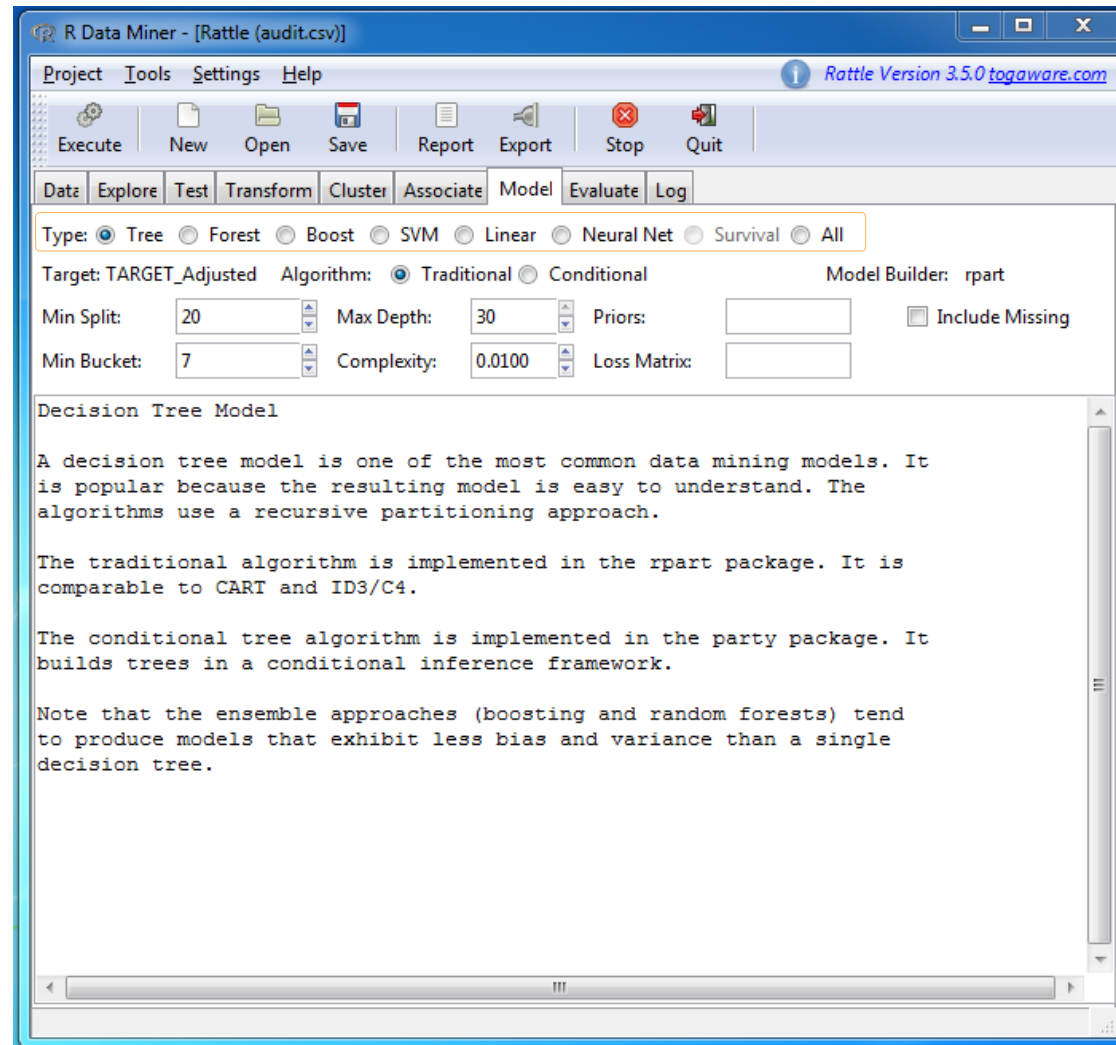 R Data Miner - [Rattle (audit.csv)]
Project Tools Settings Help Rattle Version 3.5.0 togaware.com
Execute New Open Save Report Export Stop Quit
Data Explore Test Transform Cluster Associate Model Evaluate Log
Type: Tree Forest Boost SVM Linear Neural Net Survival All
Target: TARGET_Adjusted Algorithm: Traditional Conditional Model Builder: rpart
Min Split: 20 Max Depth: 30 Priors: Include Missing
Min Bucket: 7 Complexity: 0.0100 Loss Matrix:
Decision Tree Model
A decision tree model is one of the most common data mining models. It
is popular because the resulting model is easy to understand. The
algorithms use a recursive partitioning approach.
The traditional algorithm is implemented in the rpart package. It is
comparable to CART and ID3/C4.
The conditional tree algorithm is implemented in the party package. It
builds trees in a conditional inference framework.
Note that the ensemble approaches (boosting and random forests) tend
to produce models that exhibit less bias and variance than a single
decision tree.